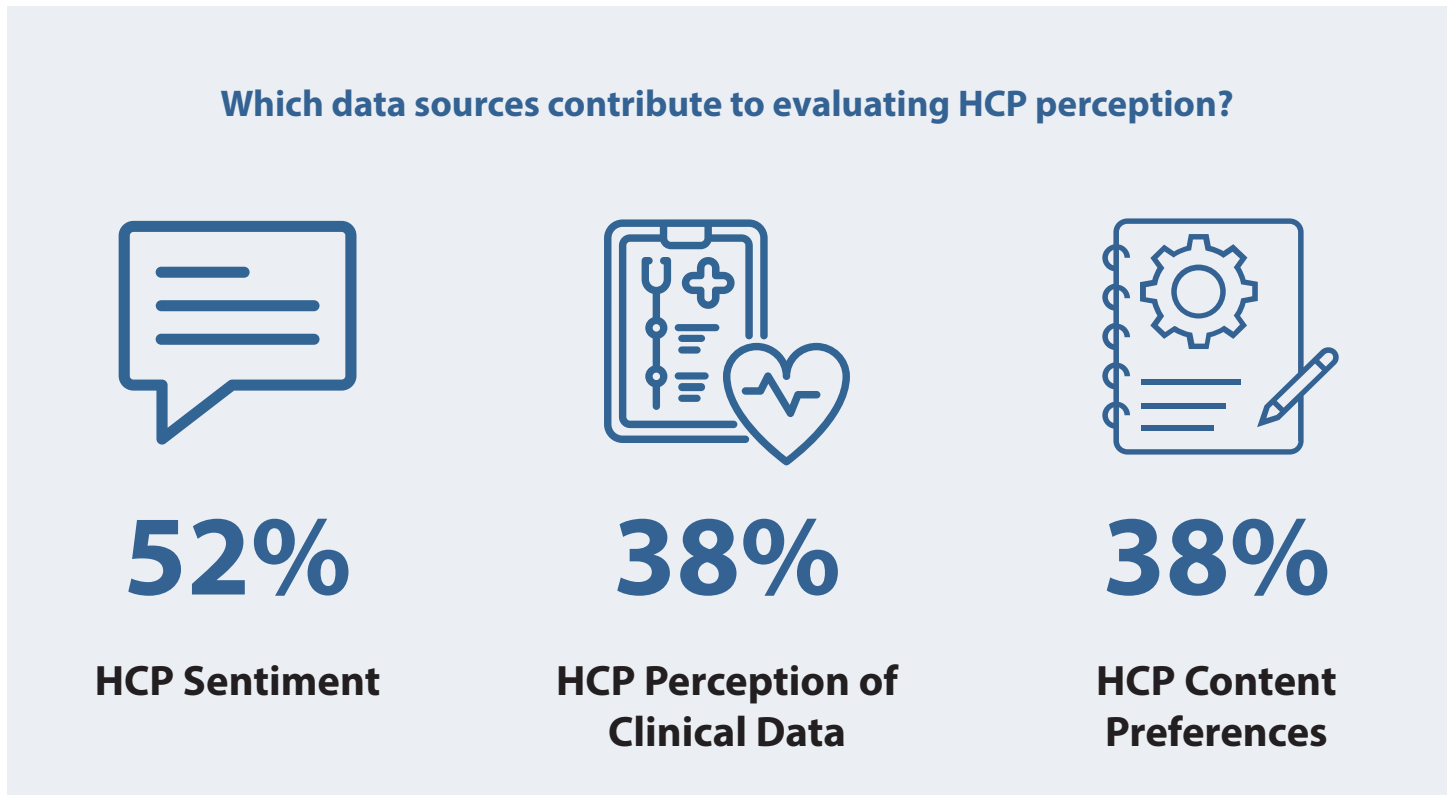 Which data sources contribute to evaluating HCP perception?
52%
HCP Sentiment
38%
HCP Perception of
Clinical Data
38%
HCP Content
Preferences